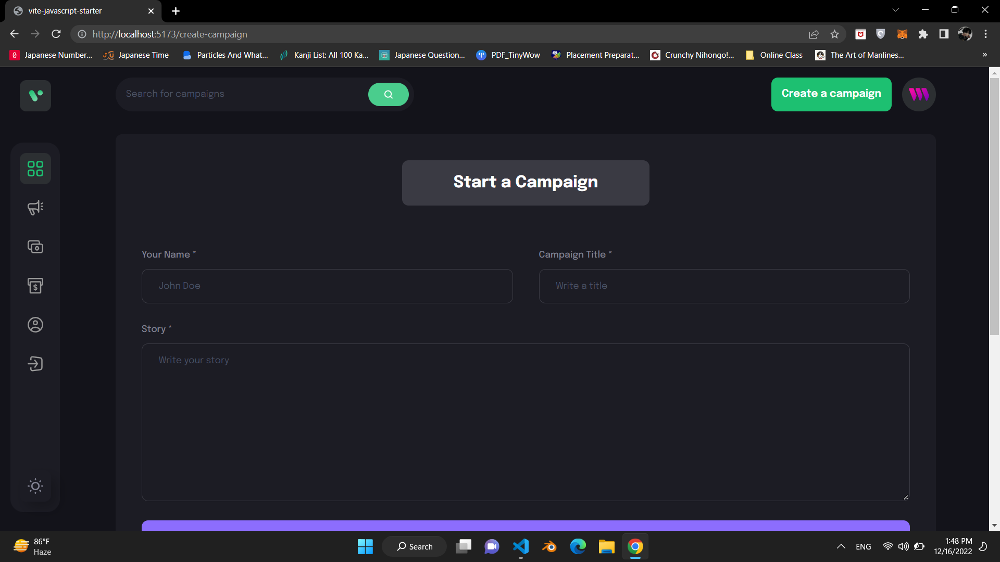 vite-javascript-starter
http://localhost:5173/create-campaign
Japanese Number... Japanese Time Particles And What... Kanji List: All 100 Ka... Japanese Question... PDF_TinyWow Placement Preparat... Crunchy Nihongo!... Online Class The Art of Manlines... »
Search for campaigns
Create a campaign
Start a Campaign
Your Name * Campaign Title *
John Doe Write a title
Story *
Write your story
86°F
Haze
Search
ENG
1:48 PM
12/16/2022